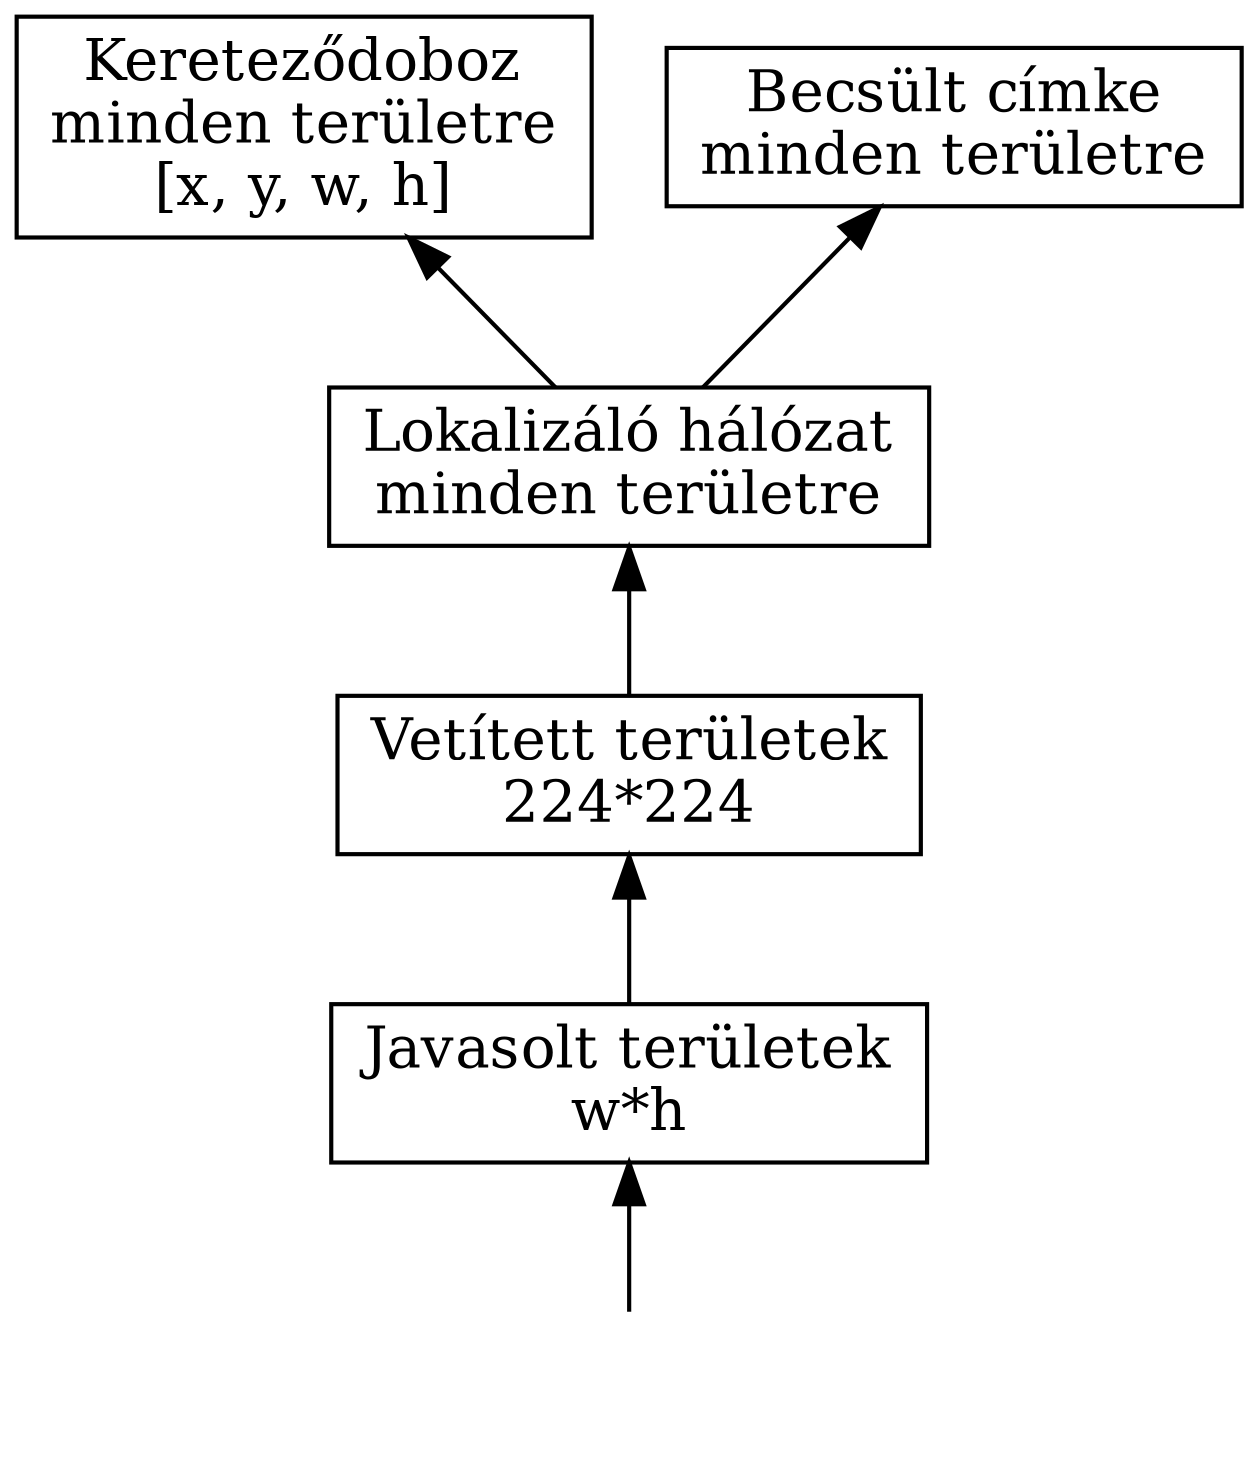 Kereteződoboz
minden területre
[x, y, w, h]
Becsült címke
minden területre
Lokalizáló hálózat
minden területre
Vetített területek
224*224
Javasolt területek
w*h